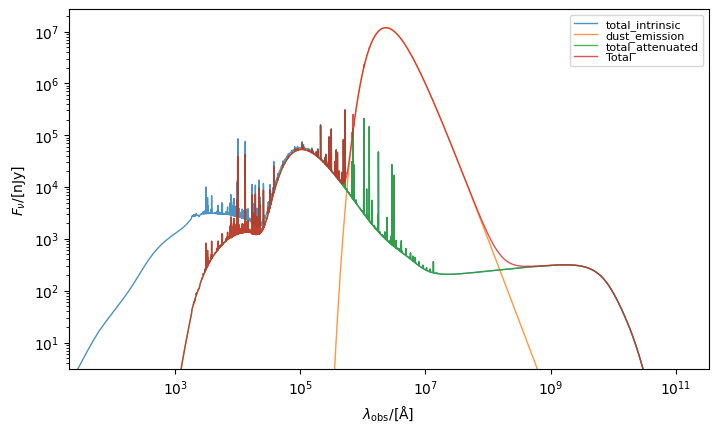 total_intrinsic
dust_emission
total_attenuated
Total
10⁷
10⁶
10⁵
10⁴
10³
10²
10¹
F_ν/[nJy]
10³ 10⁵ 10⁷ 10⁹ 10¹¹
λ_obs/[Å]